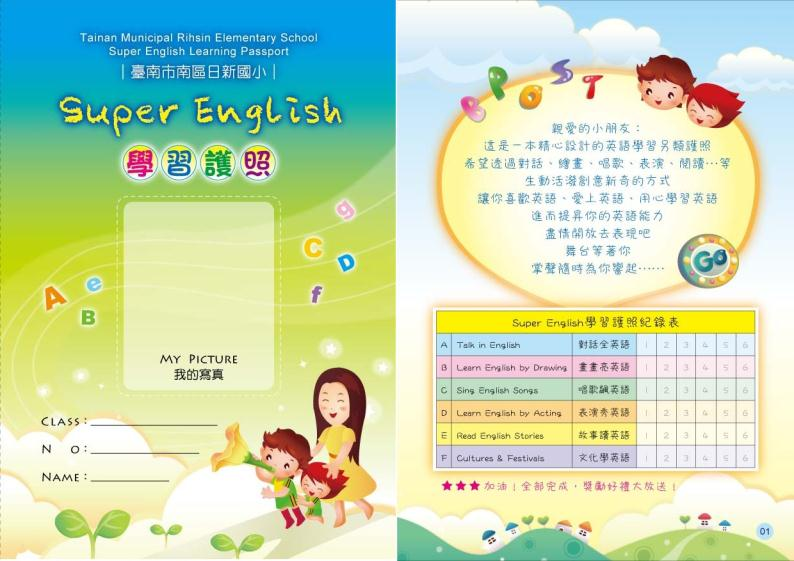 Tainan Municipal Rihsin Elementary School
Super English Learning Passport
|臺南市南區日新國小|
Super English
學習護照
g
C
D
e
A
B
f
MY PICTURE
我的寫真
CLASS：
N O：
NAME：
BPOST
親愛的小朋友：
這是一本精心設計的英語學習另類護照
希望透過對話、繪畫、唱歌、表演、閱讀…等
生動活潑創意新奇的方式
讓你喜歡英語、愛上英語、用心學習英語
進而提昇你的英語能力
盡情開放去表現吧
舞台等著你
掌聲隨時為你響起……
Go
Super English學習護照紀錄表
A Talk in English 對話全英語 1 2 3 4 5 6
B Learn English by Drawing 畫畫亮英語 1 2 3 4 5 6
C Sing English Songs 唱歌飆英語 1 2 3 4 5 6
D Learn English by Acting 表演秀英語 1 2 3 4 5 6
E Read English Stories 故事讀英語 1 2 3 4 5 6
F Cultures & Festivals 文化學英語 1 2 3 4 5 6
★★★加油！全部完成，獎勵好禮大放送！
01